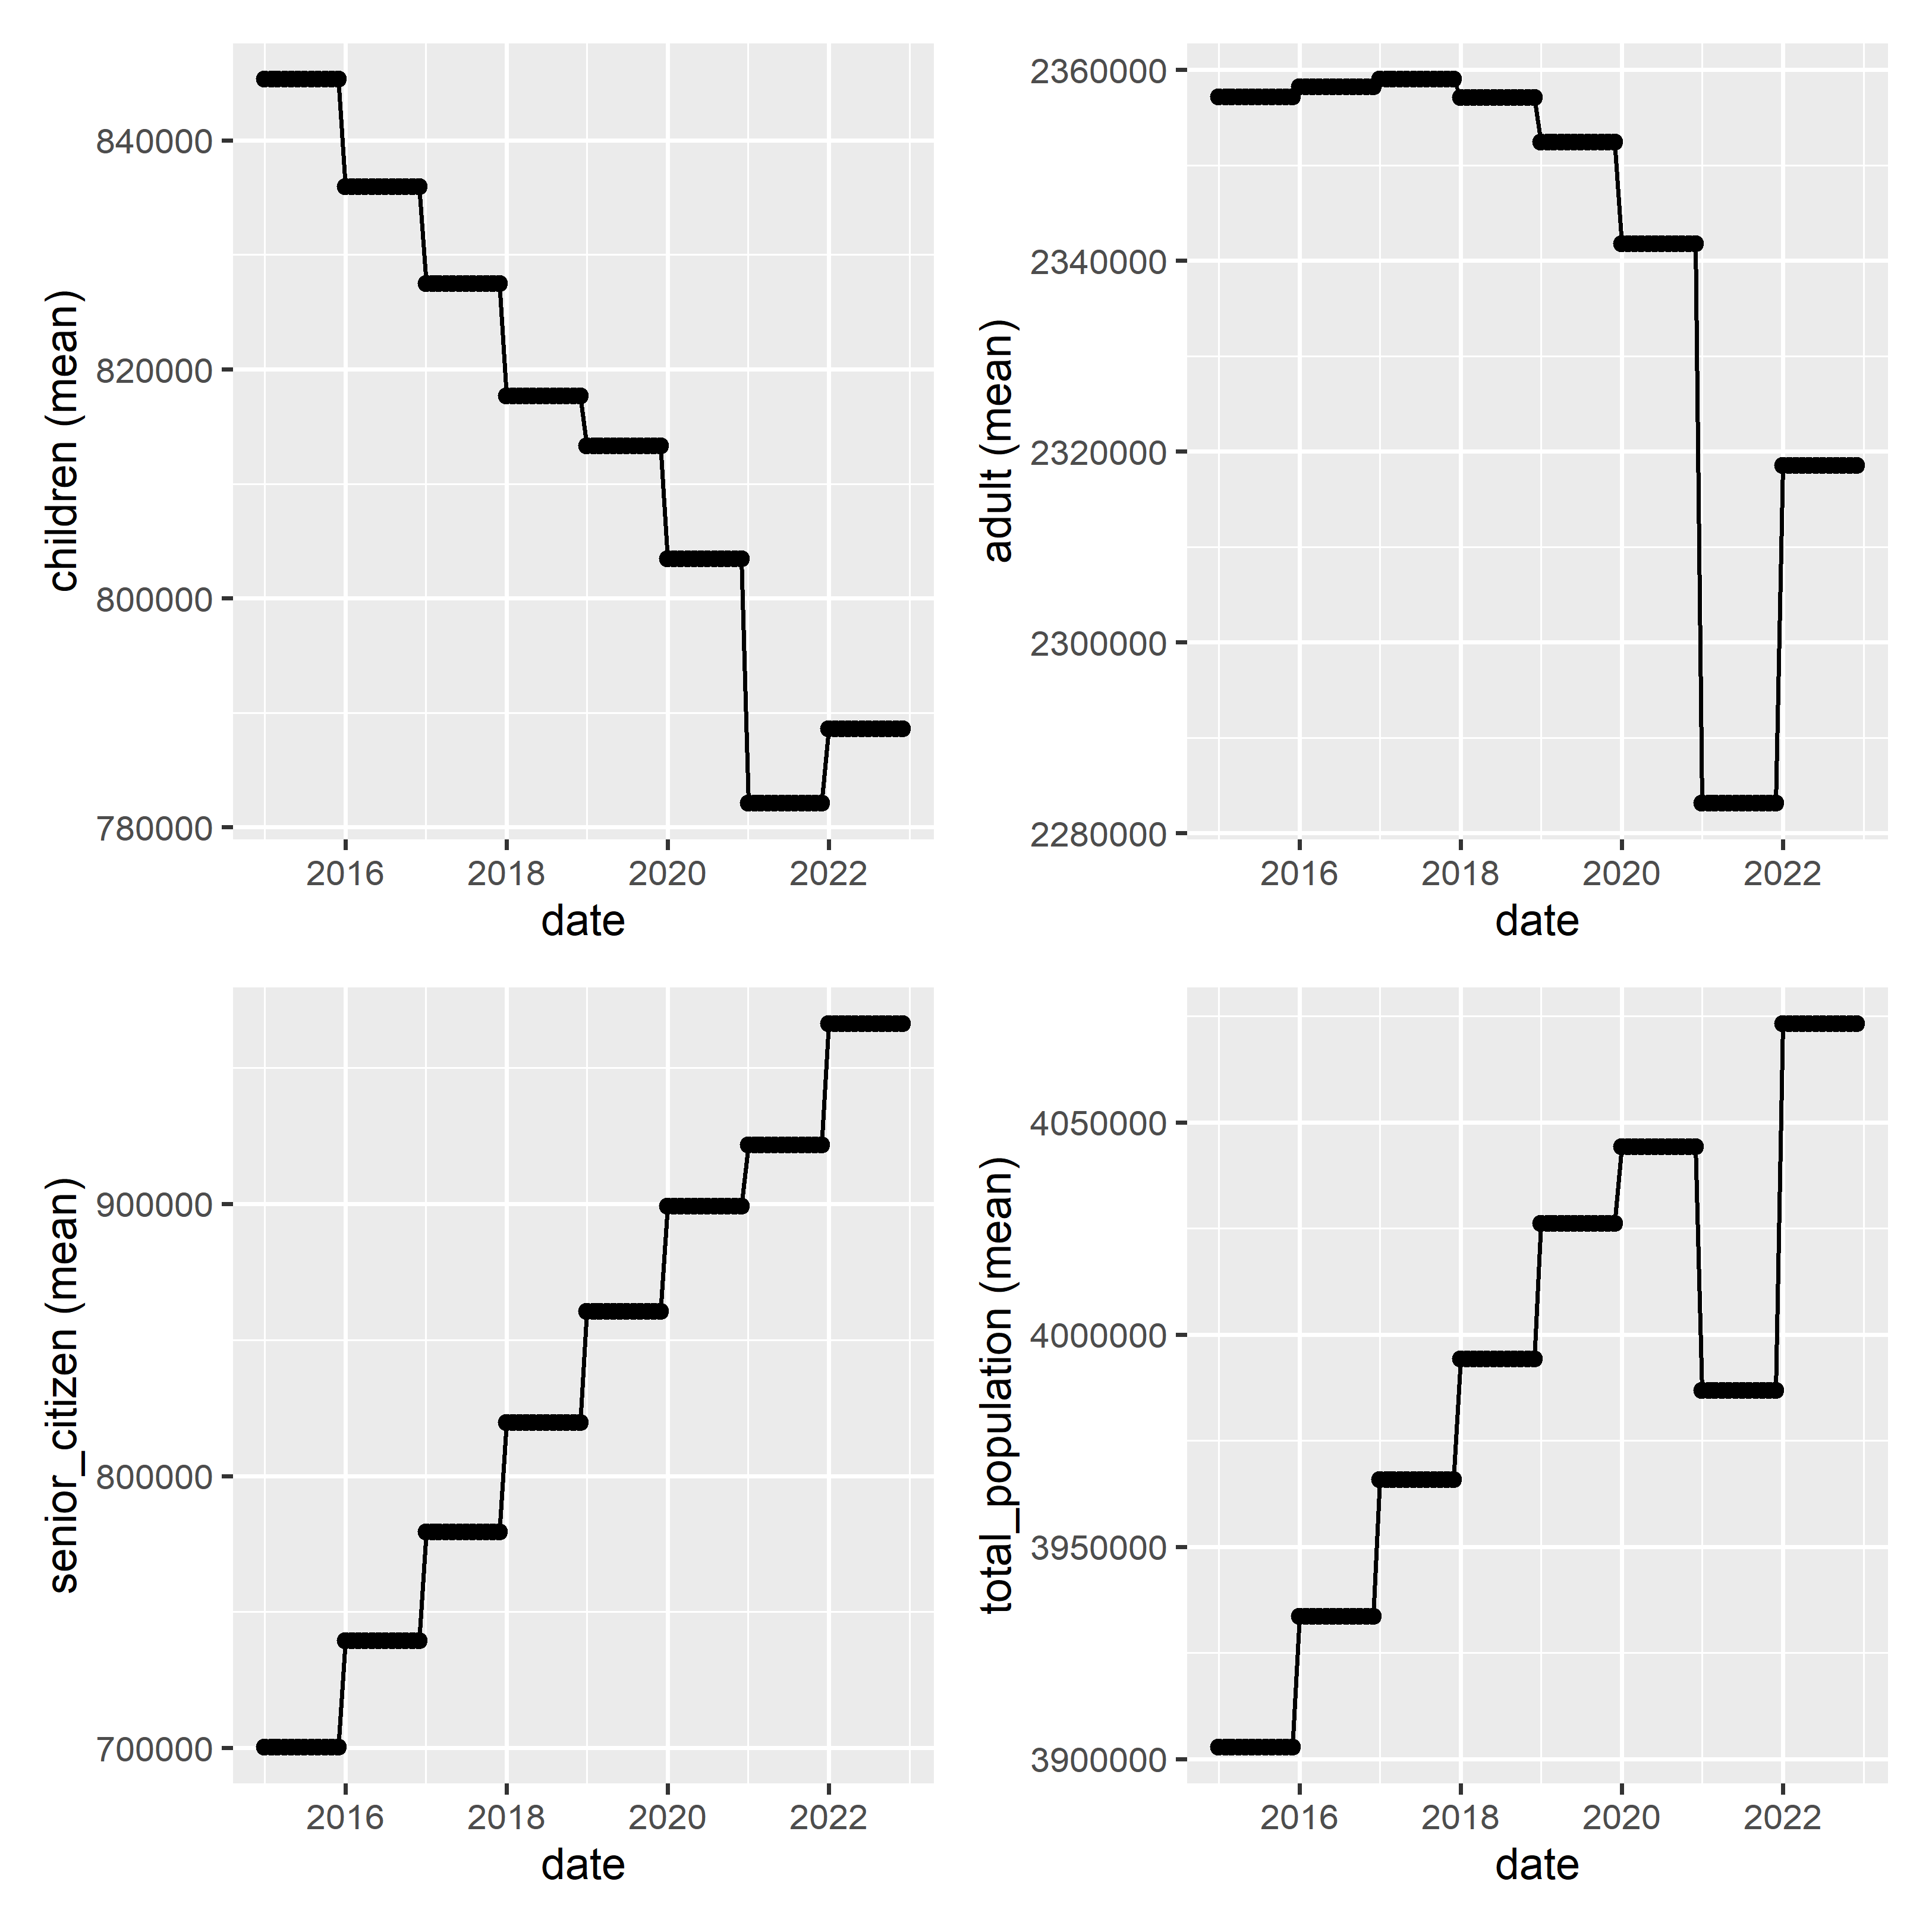 children (mean)
840000
820000
800000
780000
2016 2018 2020 2022
date
adult (mean)
2360000
2340000
2320000
2300000
2280000
2016 2018 2020 2022
date
senior_citizen (mean)
900000
800000
700000
2016 2018 2020 2022
date
total_population (mean)
4050000
4000000
3950000
3900000
2016 2018 2020 2022
date